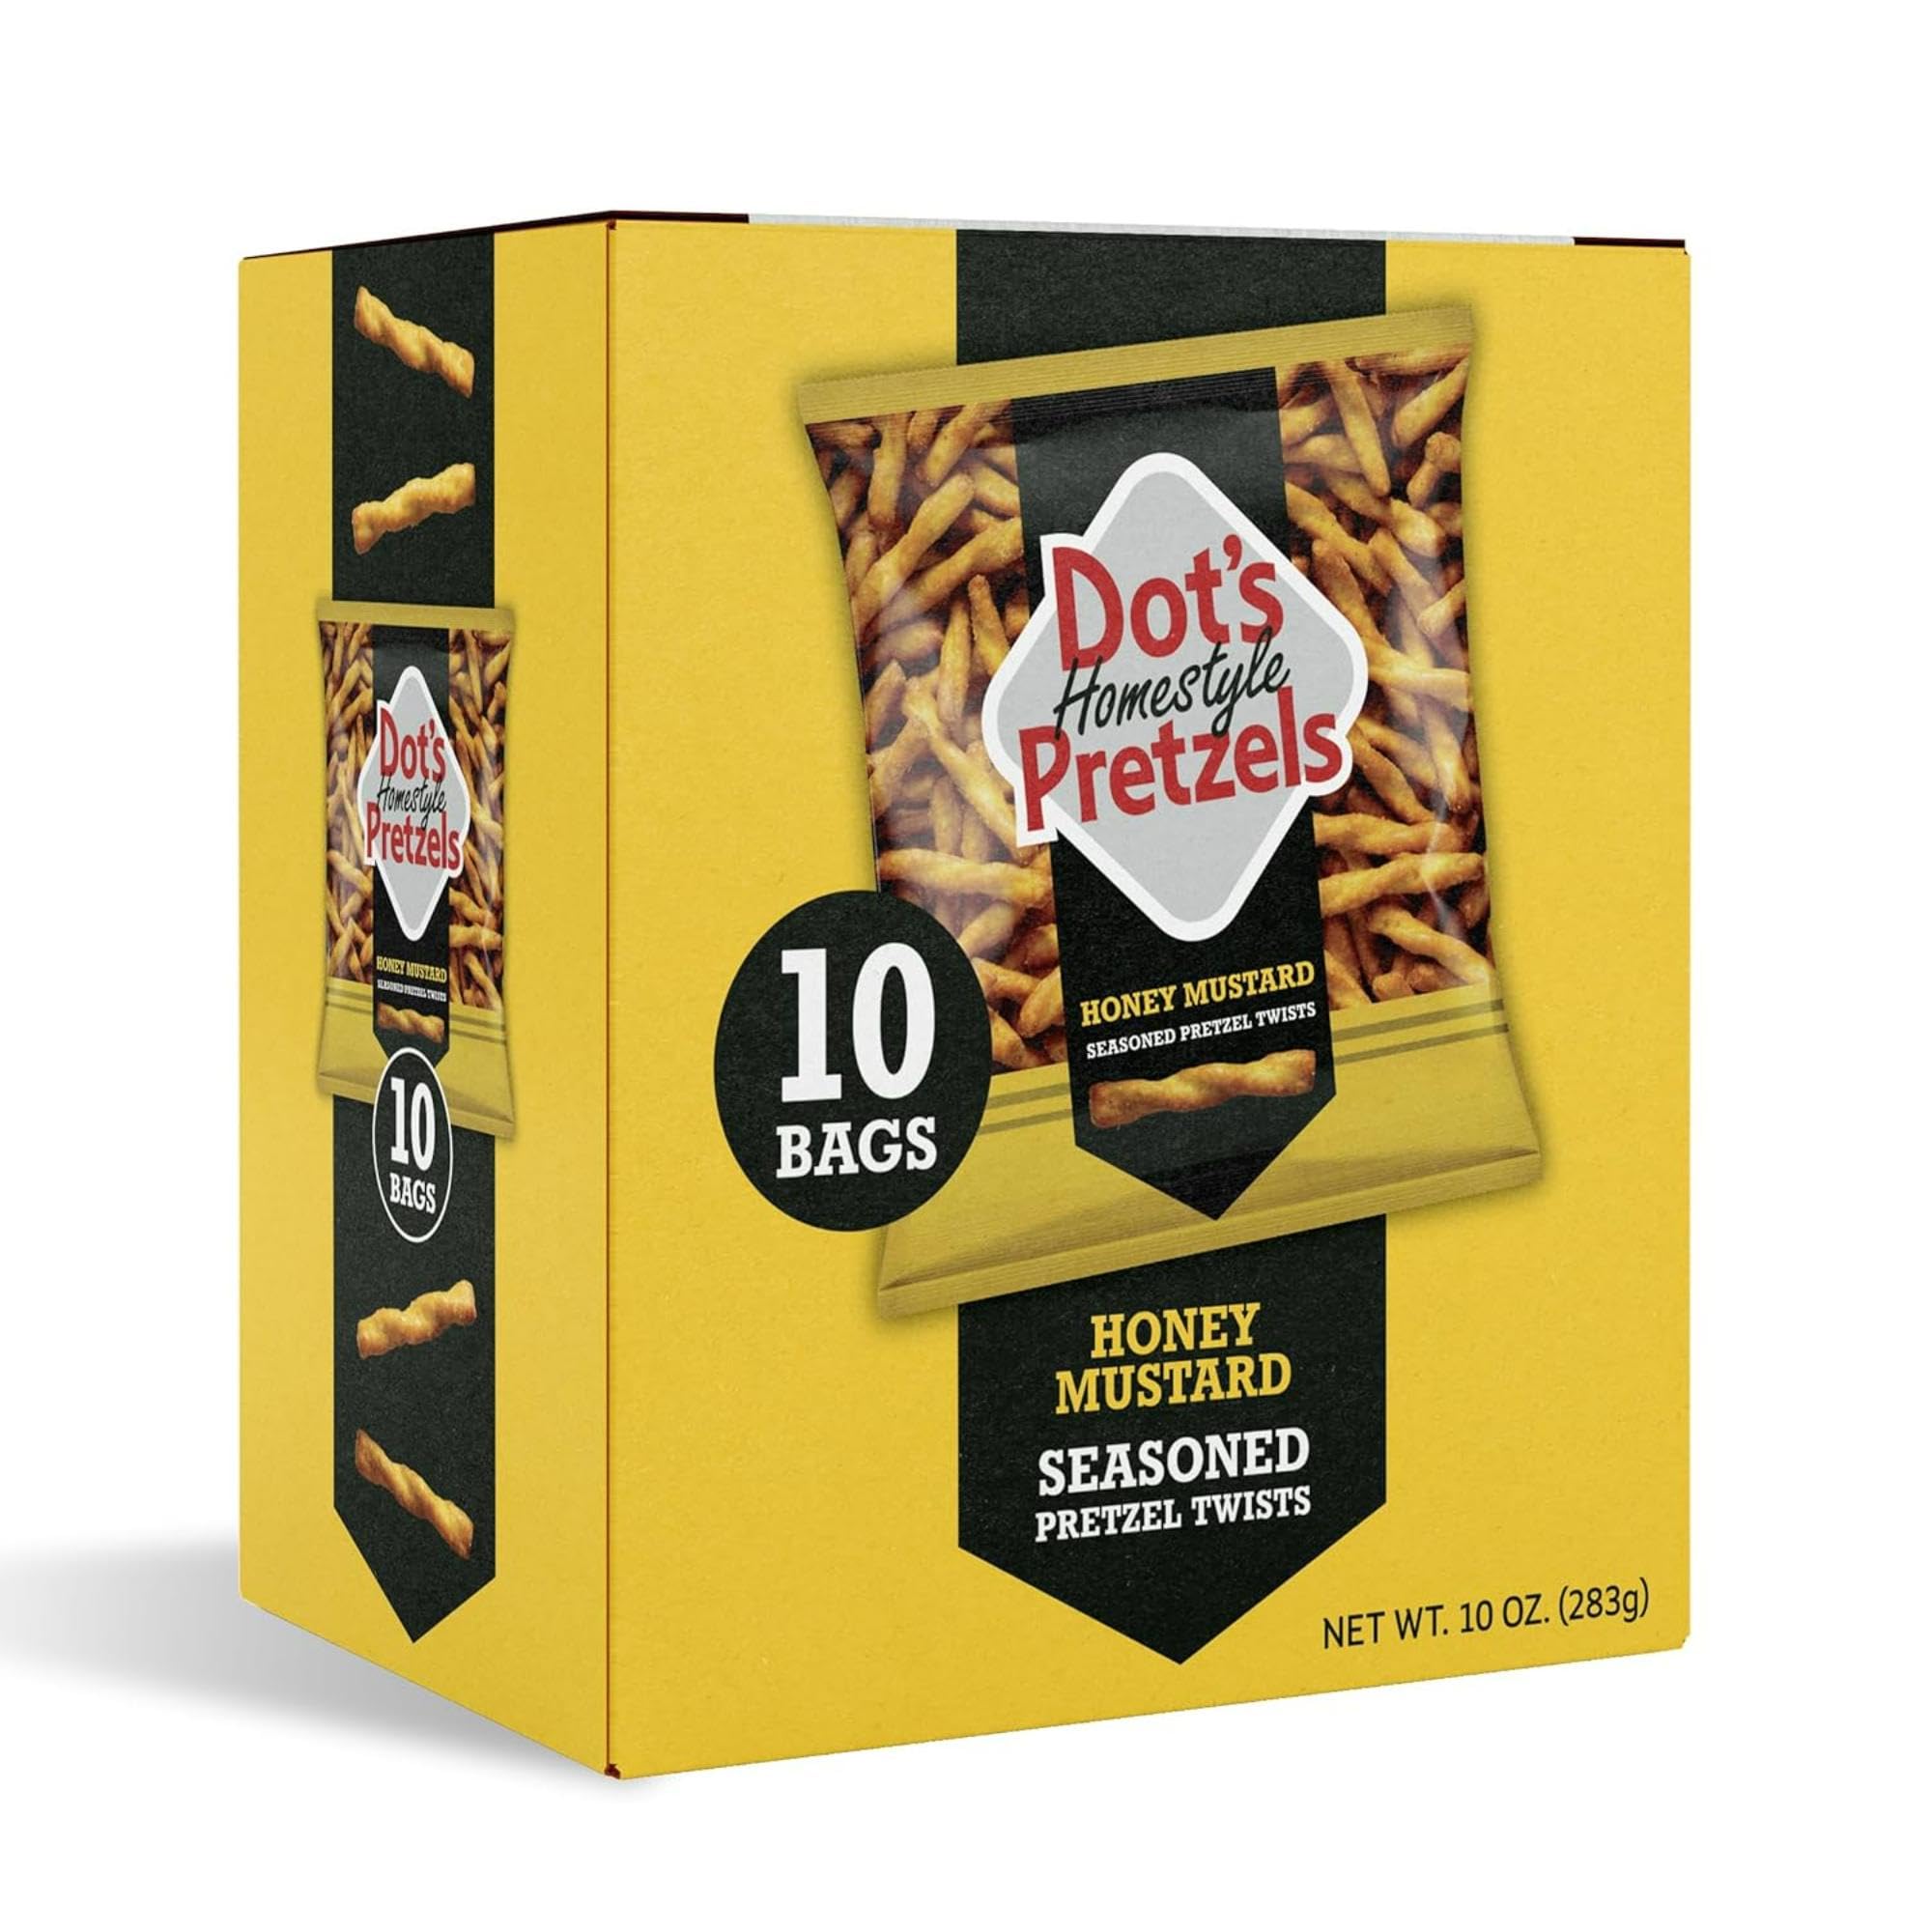 Dot's
Homestyle
Pretzels
HONEY MUSTARD
SEASONED PRETZEL TWISTS
10
BAGS
Dot's
Homestyle
Pretzels
HONEY MUSTARD
SEASONED PRETZEL TWISTS
10
BAGS
HONEY
MUSTARD
SEASONED
PRETZEL TWISTS
NET WT. 10 OZ. (283g)